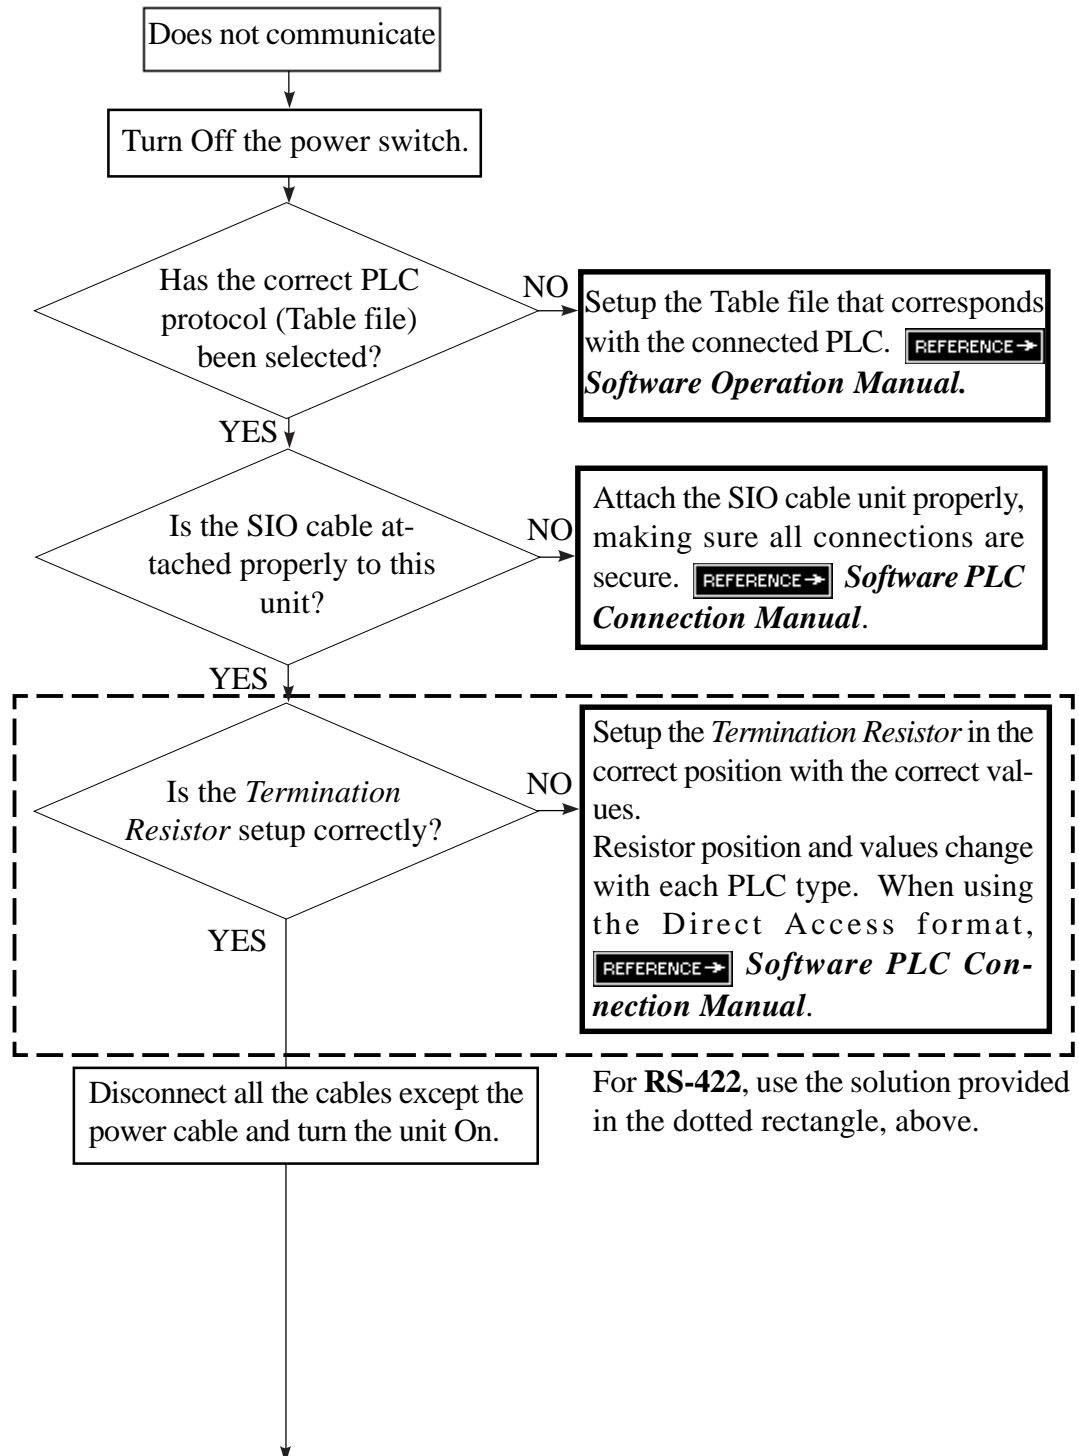 Does not communicate
Turn Off the power switch.
Has the correct PLC
protocol (Table file)
been selected?
NO
Setup the Table file that corresponds
with the connected PLC. REFERENCE→
Software Operation Manual.
YES
Is the SIO cable at-
tached properly to this
unit?
NO
Attach the SIO cable unit properly,
making sure all connections are
secure. REFERENCE→ Software PLC
Connection Manual.
YES
Is the Termination
Resistor setup correctly?
NO
Setup the Termination Resistor in the
correct position with the correct val-
ues.
Resistor position and values change
with each PLC type. When using
the Direct Access format,
REFERENCE→ Software PLC Con-
nection Manual.
YES
Disconnect all the cables except the
power cable and turn the unit On.
For RS-422, use the solution provided
in the dotted rectangle, above.